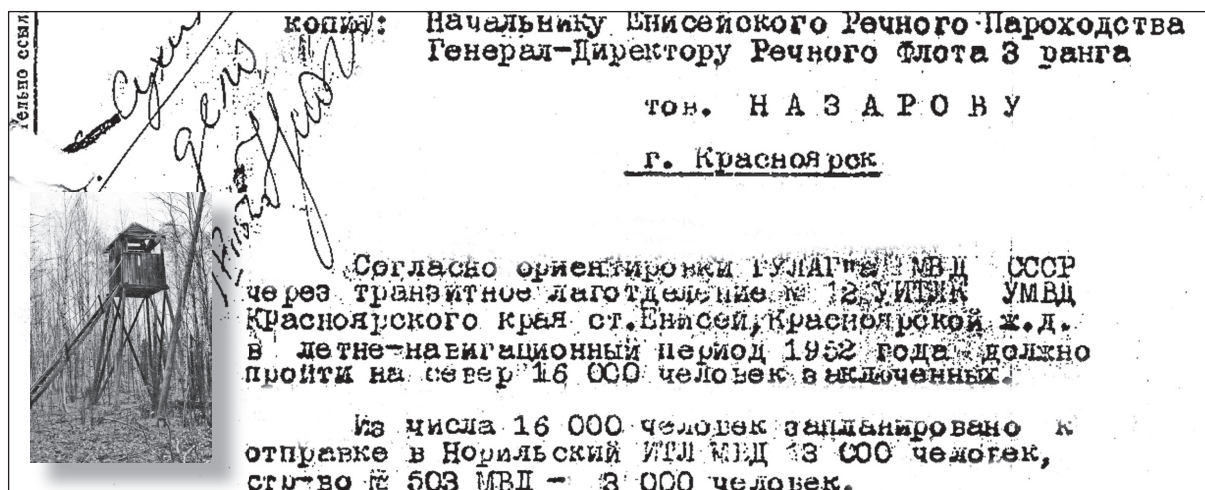 копия: Начальнику Енисейского Речного Пароходства
Генерал-Директору Речного Флота 3 ранга
тов. НАЗАРОВУ
г. Красноярск
Согласно ориентировки ГУЛАГ"а МВД СССР
через транзитное лаготделение № 12 УИТЛК УМВД
Красноярского края ст.Енисей,Красноярской ж.д.
в летне-навигационный период 1952 года должно
пройти на север 16 000 человек заключенных.
Из числа 16 000 человек запланировано к
отправке в Норильский ИТЛ МВД 13 000 человек,
стр-во № 503 МВД - 3 000 человек.